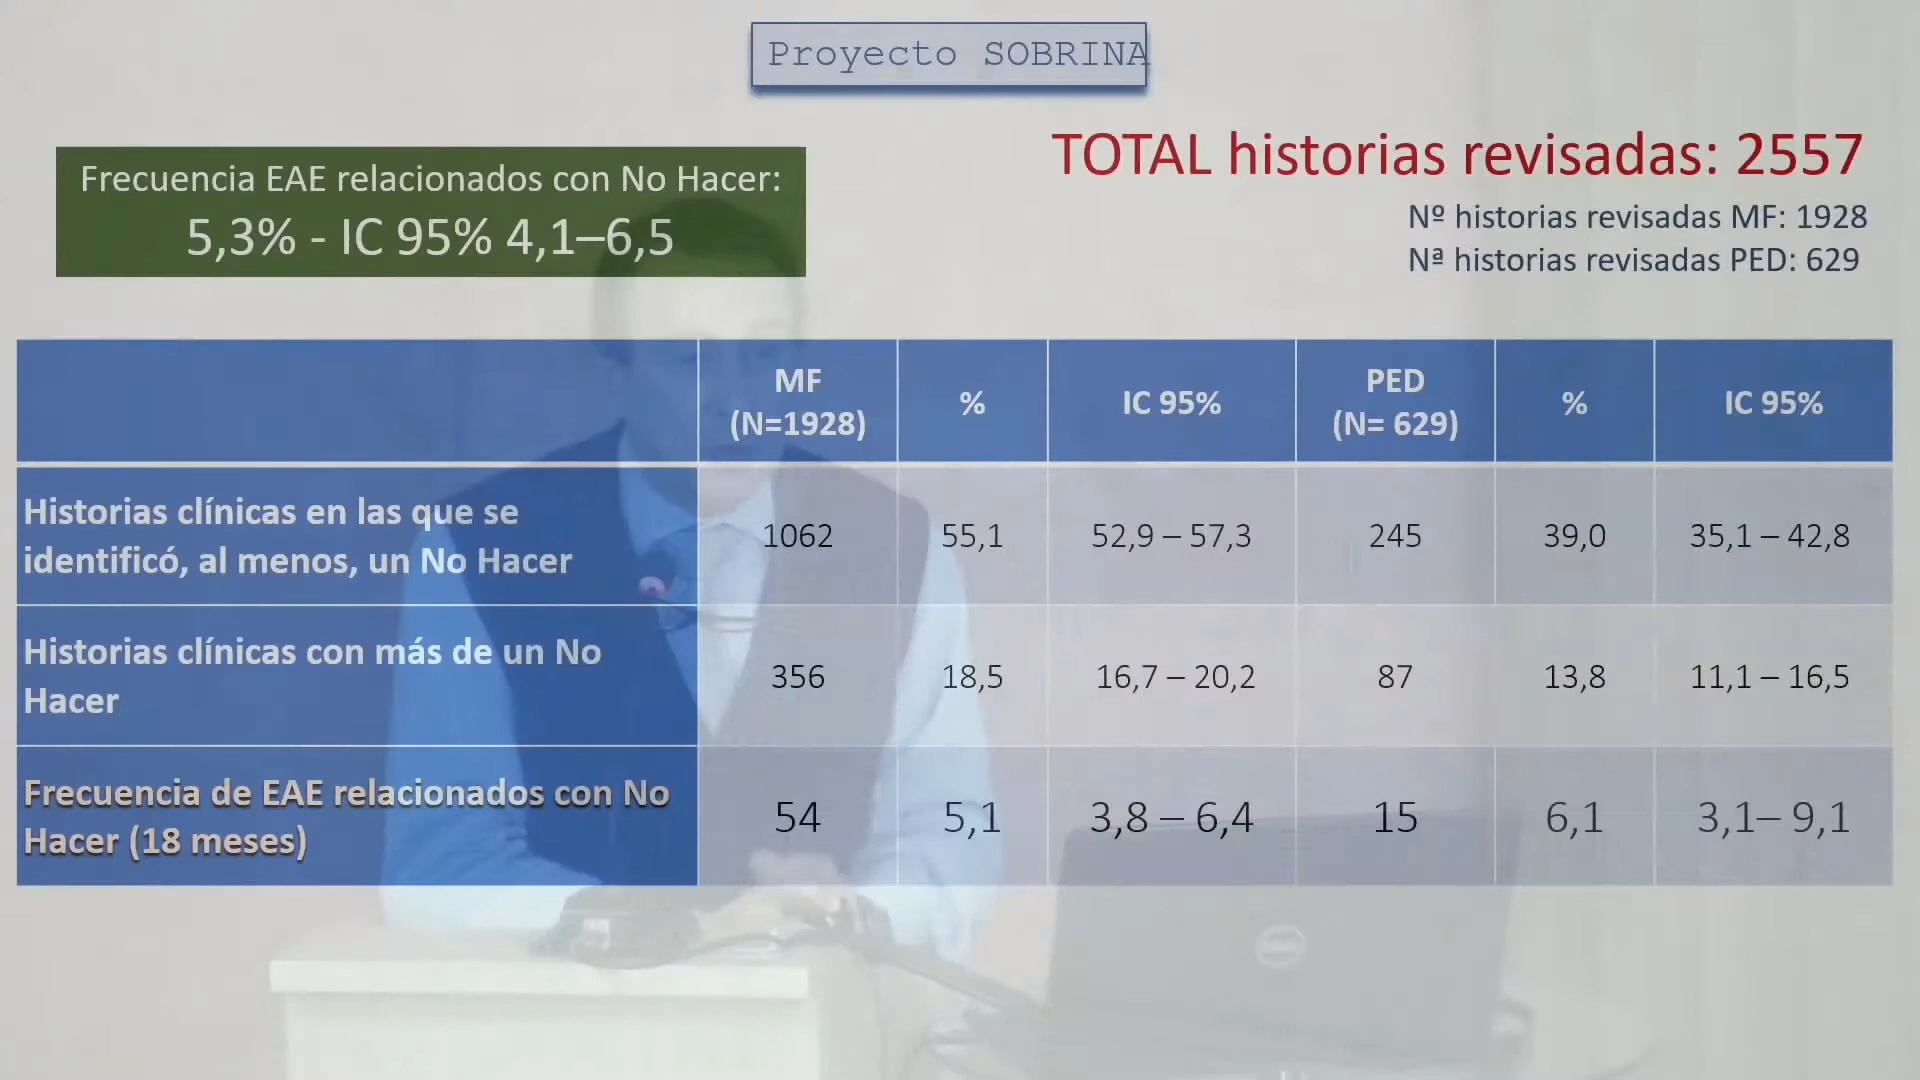 Proyecto SOBRINA
Frecuencia EAE relacionados con No Hacer:
5,3% - IC 95% 4,1–6,5
TOTAL historias revisadas: 2557
Nº historias revisadas MF: 1928
Nª historias revisadas PED: 629
MF (N=1928) % IC 95% PED (N= 629) % IC 95%
Historias clínicas en las que se
identificó, al menos, un No Hacer
1062 55,1 52,9 – 57,3 245 39,0 35,1 – 42,8
Historias clínicas con más de un No
Hacer
356 18,5 16,7 – 20,2 87 13,8 11,1 – 16,5
Frecuencia de EAE relacionados con No
Hacer (18 meses)
54 5,1 3,8 – 6,4 15 6,1 3,1– 9,1